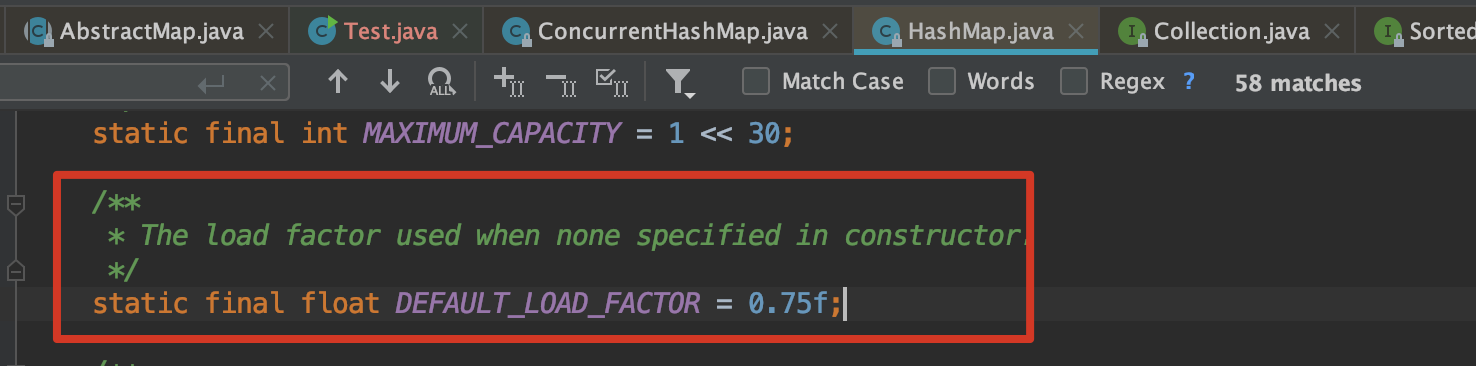 AbstractMap.java Test.java ConcurrentHashMap.java HashMap.java Collection.java Sorted
ALL Match Case Words Regex ? 58 matches
static final int MAXIMUM_CAPACITY = 1 << 30;
/**
* The load factor used when none specified in constructor.
*/
static final float DEFAULT_LOAD_FACTOR = 0.75f;
/**